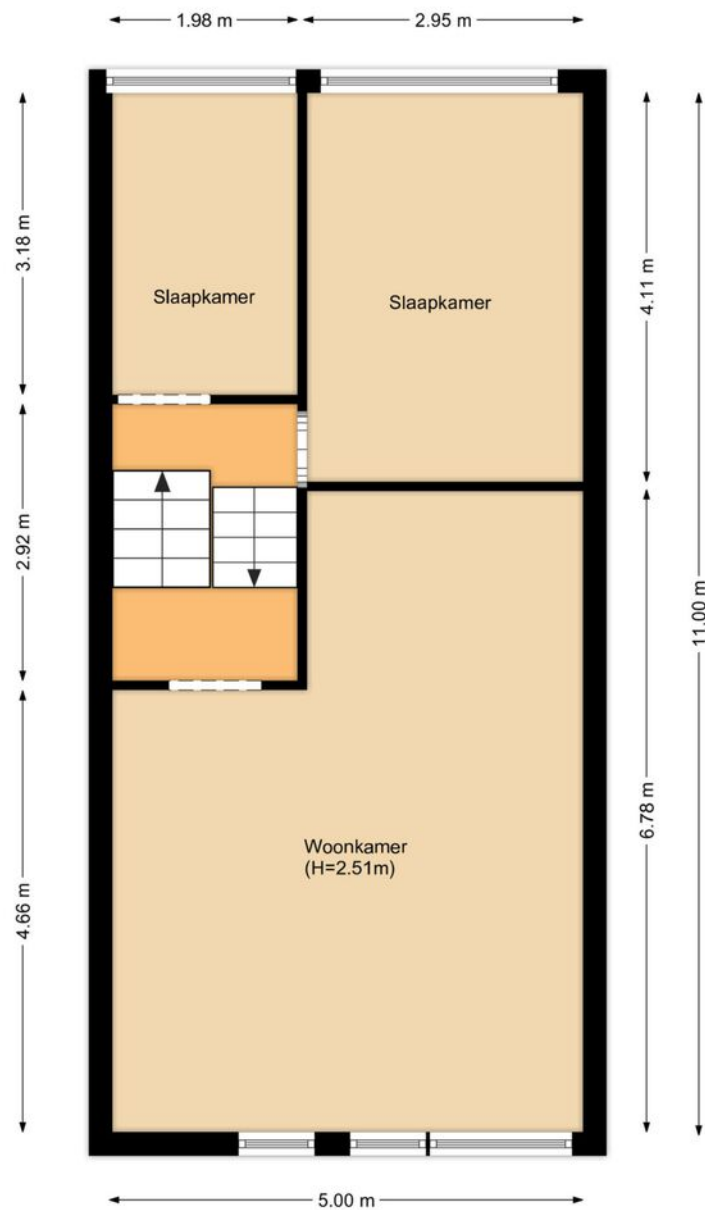 1.98 m
2.95 m
3.18 m
4.11 m
Slaapkamer
Slaapkamer
2.92 m
11.00 m
6.78 m
Woonkamer
(H=2.51m)
4.66 m
5.00 m